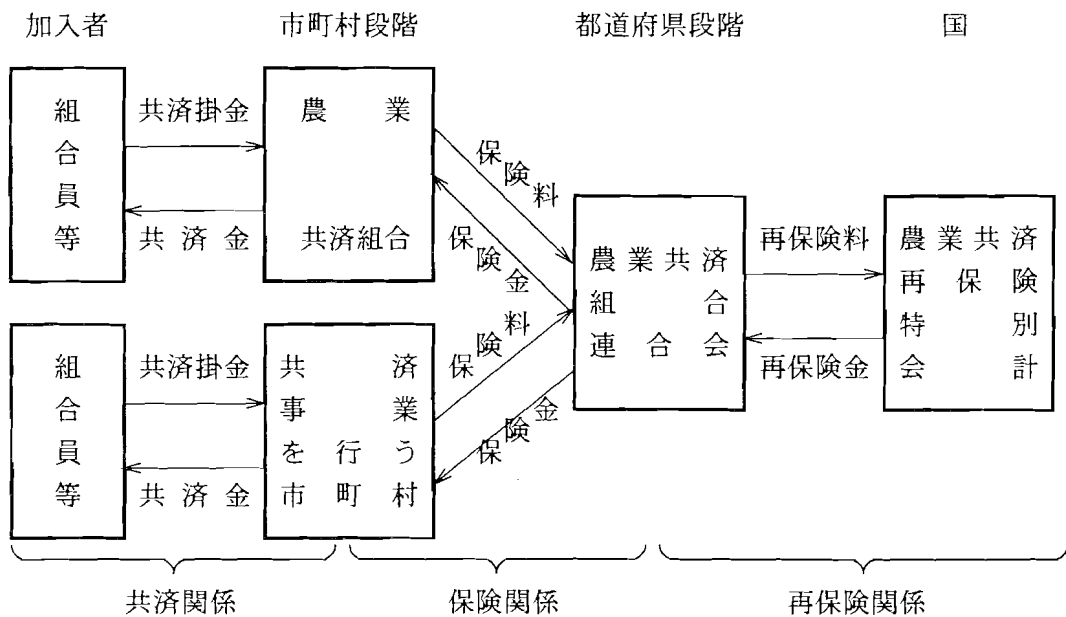 加入者
市町村段階
都道府県段階
国
組合員等
共済掛金
共済金
農業
共済組合
保険料
保険金
組合員等
共済掛金
共済金
共済
事業
を行う
市町村
保険料
保険金
農業共済
組合
連合会
再保険料
再保険金
農業共済
再保険
特別
会計
共済関係
保険関係
再保険関係